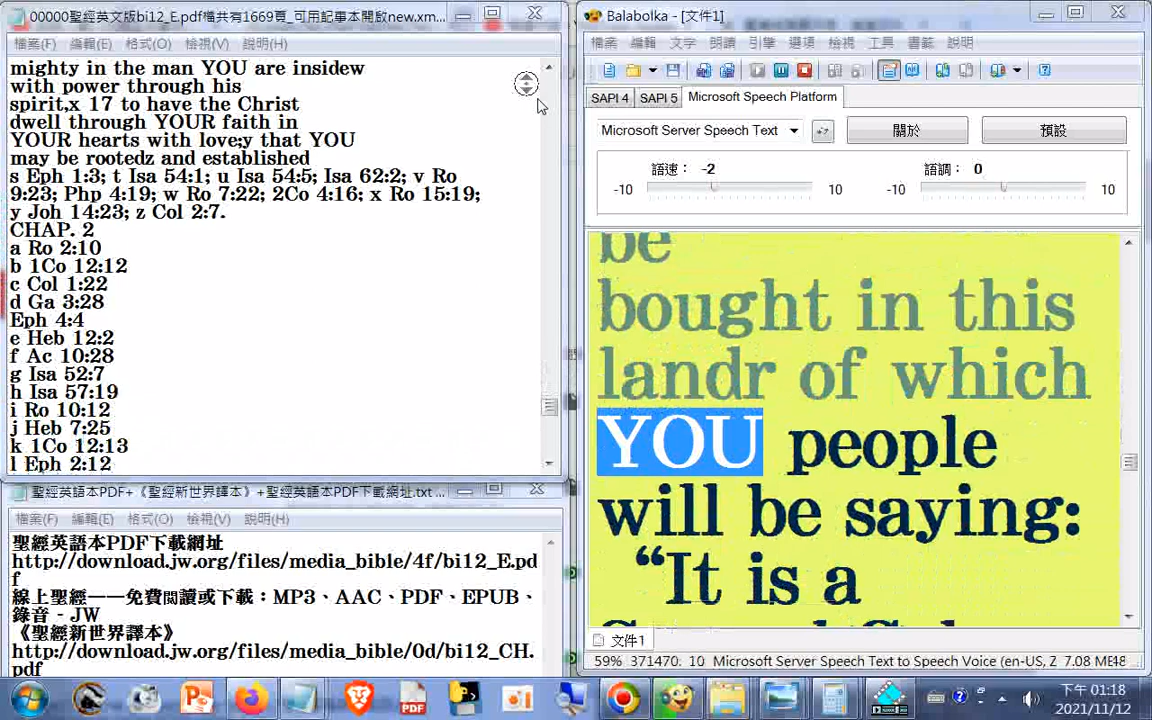 00000聖經英文版bi12_E.pdf檔共有1669頁_可用記事本開啟new.xm...
檔案(F) 編輯(E) 格式(O) 檢視(V) 說明(H)
mighty in the man YOU are insidew
with power through his
spirit,x 17 to have the Christ
dwell through YOUR faith in
YOUR hearts with love;y that YOU
may be rootedz and established
s Eph 1:3; t Isa 54:1; u Isa 54:5; Isa 62:2; v Ro
9:23; Php 4:19; w Ro 7:22; 2Co 4:16; x Ro 15:19;
y Joh 14:23; z Col 2:7.
CHAP. 2
a Ro 2:10
b 1Co 12:12
c Col 1:22
d Ga 3:28
Eph 4:4
e Heb 12:2
f Ac 10:28
g Isa 52:7
h Isa 57:19
i Ro 10:12
j Heb 7:25
k 1Co 12:13
l Eph 2:12
聖經英語本PDF+《聖經新世界譯本》+聖經英語本PDF下載網址.txt ...
檔案(F) 編輯(E) 格式(O) 檢視(V) 說明(H)
聖經英語本PDF下載網址
http://download.jw.org/files/media_bible/4f/bi12_E.pd
f
線上聖經——免費閱讀或下載：MP3、AAC、PDF、EPUB、
錄音 - JW
《聖經新世界譯本》
http://download.jw.org/files/media_bible/0d/bi12_CH.
pdf
Balabolka - [文件1]
檔案 編輯 文字 朗讀 引擎 選項 檢視 工具 書籤 說明
SAPI 4 SAPI 5 Microsoft Speech Platform
Microsoft Server Speech Text 關於 預設
語速： -2 語調： 0
-10 10 -10 10
be
bought in this
landr of which
YOU people
will be saying:
“It is a
文件1
59% 371470: 10 Microsoft Server Speech Text to Speech Voice (en-US, Z 7.08 ME48
下午 01:18
2021/11/12